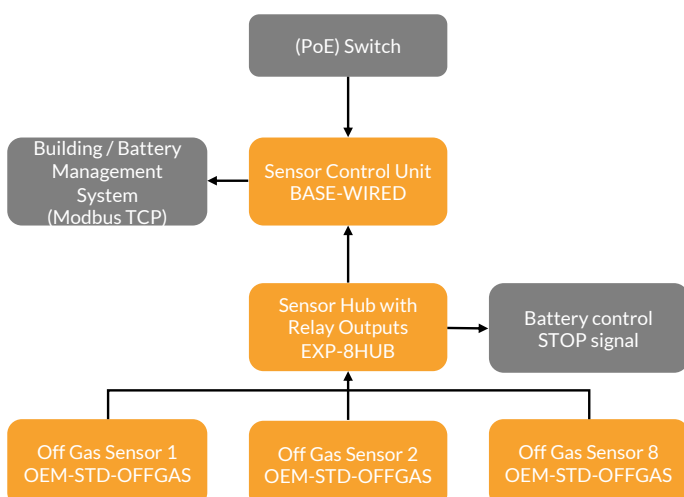 (PoE) Switch
Building / Battery
Management
System
(Modbus TCP)
Sensor Control Unit
BASE-WIRED
Sensor Hub with
Relay Outputs
EXP-8HUB
Battery control
STOP signal
Off Gas Sensor 1
OEM-STD-OFFGAS
Off Gas Sensor 2
OEM-STD-OFFGAS
Off Gas Sensor 8
OEM-STD-OFFGAS